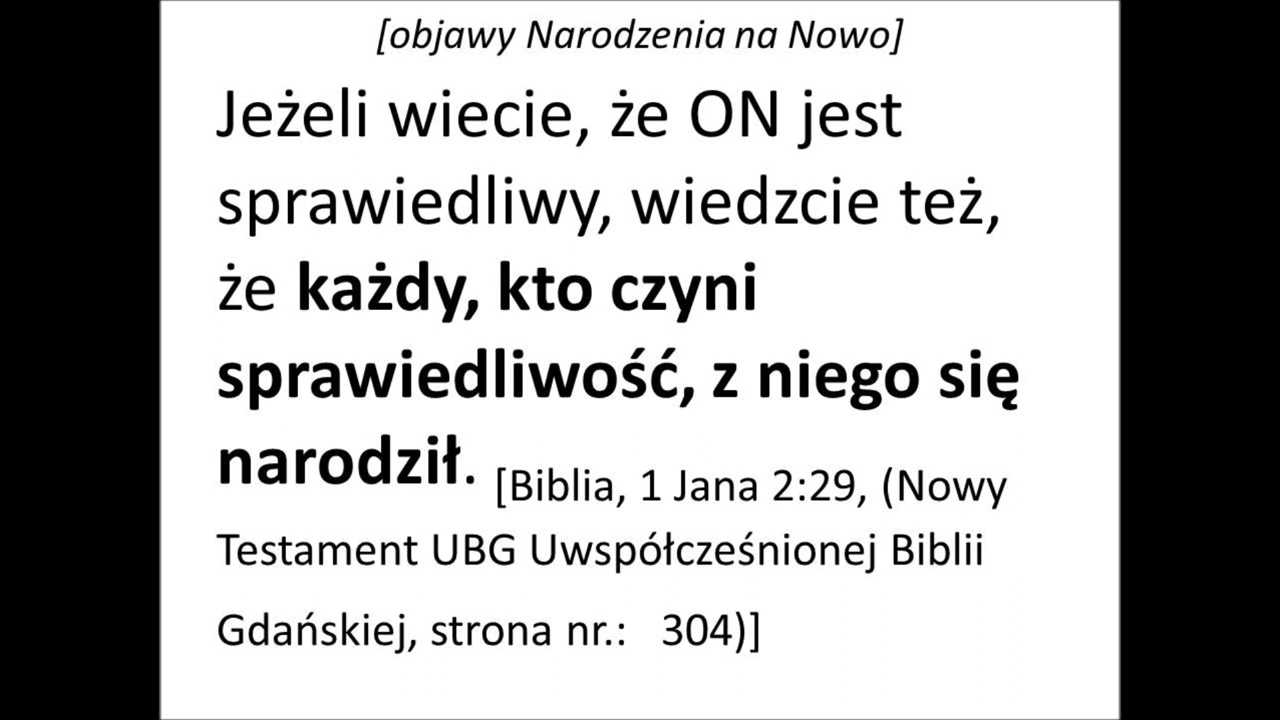 [objawy Narodzenia na Nowo]
Jeżeli wiecie, że ON jest
sprawiedliwy, wiedzcie też,
że każdy, kto czyni
sprawiedliwość, z niego się
narodził. [Biblia, 1 Jana 2:29, (Nowy
Testament UBG Uwspółcześnionej Biblii
Gdańskiej, strona nr.:   304)]